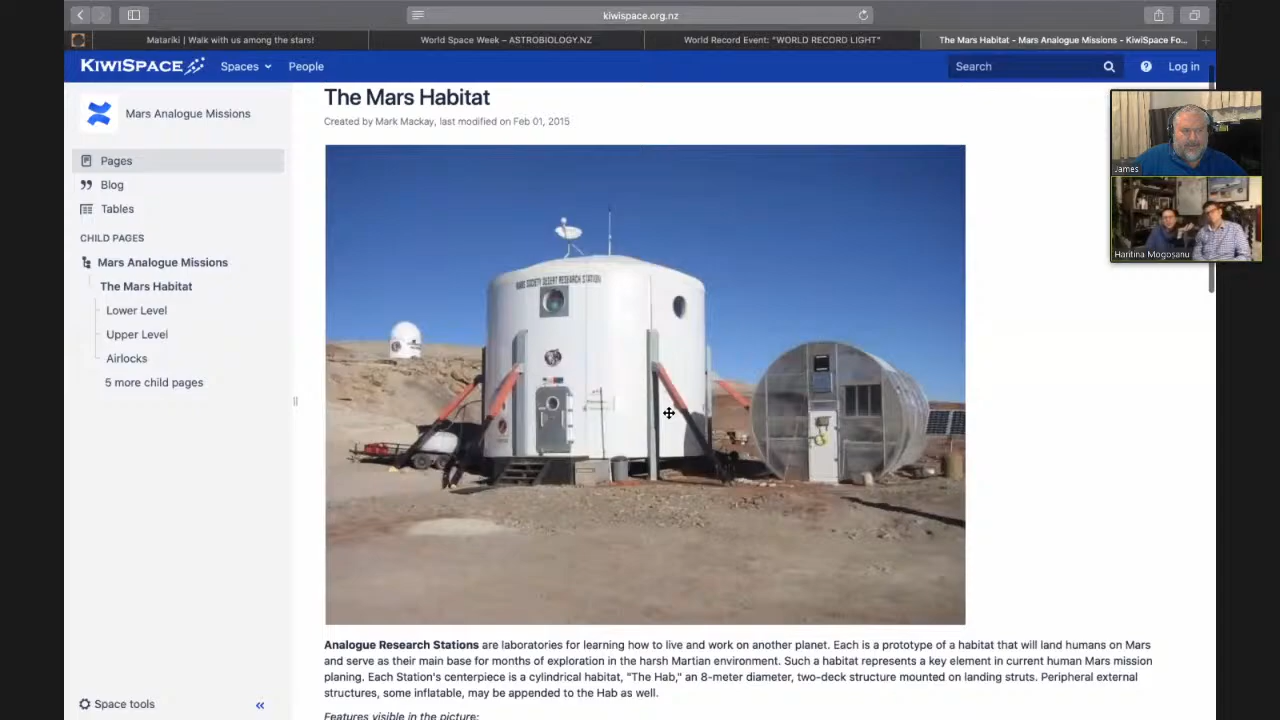 kiwispace.org.nz
Matariki | Walk with us among the stars!
World Space Week – ASTROBIOLOGY.NZ
World Record Event: "WORLD RECORD LIGHT"
The Mars Habitat - Mars Analogue Missions - KiwiSpace Fo...
KIWISPACE
Spaces
People
Search
Log in
Mars Analogue Missions
Pages
Blog
Tables
CHILD PAGES
Mars Analogue Missions
The Mars Habitat
Lower Level
Upper Level
Airlocks
5 more child pages
Space tools
The Mars Habitat
Created by Mark Mackay, last modified on Feb 01, 2015
MARS SOCIETY DESERT RESEARCH STATION
Analogue Research Stations are laboratories for learning how to live and work on another planet. Each is a prototype of a habitat that will land humans on Mars
and serve as their main base for months of exploration in the harsh Martian environment. Such a habitat represents a key element in current human Mars mission
planing. Each Station's centerpiece is a cylindrical habitat, "The Hab," an 8-meter diameter, two-deck structure mounted on landing struts. Peripheral external
structures, some inflatable, may be appended to the Hab as well.
Features visible in the picture:
James
Haritina Mogoșanu